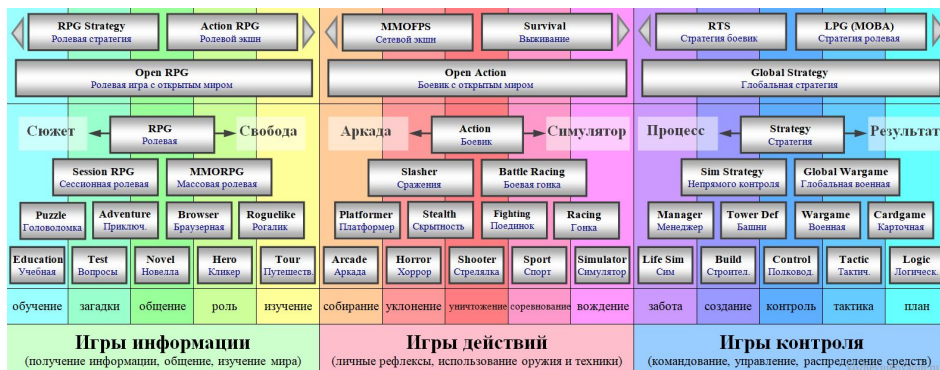 RPG Strategy
Ролевая стратегия
Action RPG
Ролевой экшн
MMOFPS
Сетевой экшн
Survival
Выживание
RTS
Стратегия боевик
LPG (MOBA)
Стратегия ролевая
Open RPG
Ролевая игра с открытым миром
Open Action
Боевик с открытым миром
Global Strategy
Глобальная стратегия
Сюжет
RPG
Ролевая
Свобода
Аркада
Action
Боевик
Симулятор
Процесс
Strategy
Стратегия
Результат
Session RPG
Сессионная ролевая
MMORPG
Массовая ролевая
Slasher
Сражения
Battle Racing
Боевая гонка
Sim Strategy
Непрямого контроля
Global Wargame
Глобальная военная
Puzzle
Головоломка
Adventure
Приключ.
Browser
Браузерная
Roguelike
Рогалик
Platformer
Платформер
Stealth
Скрытность
Fighting
Поединок
Racing
Гонка
Manager
Менеджер
Tower Def
Башни
Wargame
Военная
Cardgame
Карточная
Education
Учебная
Test
Вопросы
Novel
Новелла
Hero
Кликер
Tour
Путешеств.
Arcade
Аркада
Horror
Хоррор
Shooter
Стрелялка
Sport
Спорт
Simulator
Симулятор
Life Sim
Сим
Build
Строител.
Control
Полковод.
Tactic
Тактич.
Logic
Логическ.
обучение
загадки
общение
роль
изучение
собирание
уклонение
уничтожение
соревнование
вождение
забота
создание
контроль
тактика
план
Игры информации
(получение информации, общение, изучение мира)
Игры действий
(личные рефлексы, использование оружия и техники)
Игры контроля
(командование, управление, распределение средств)